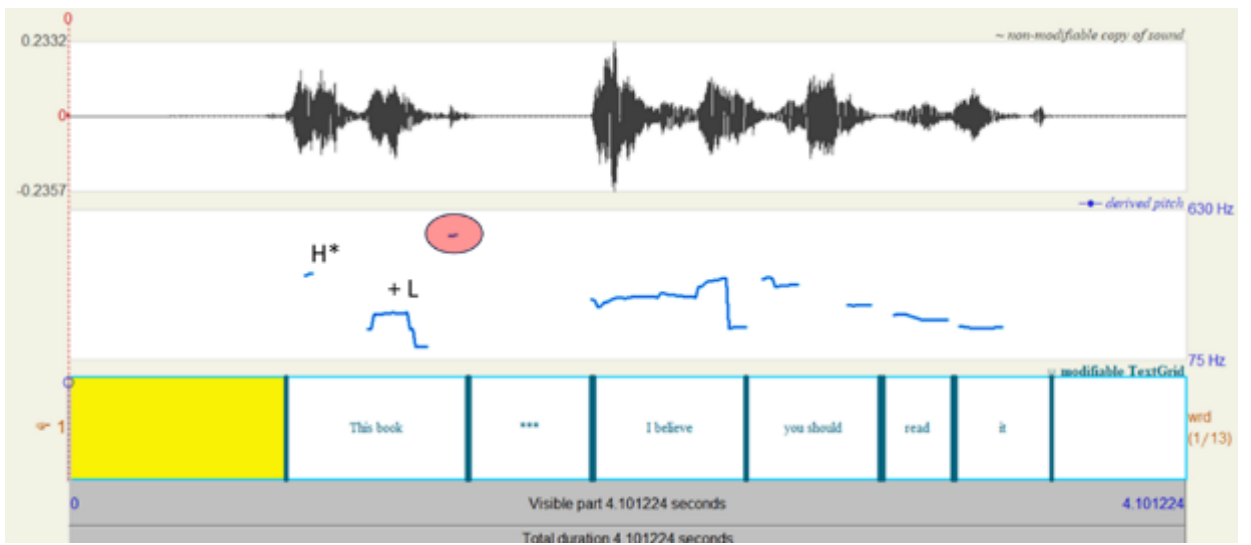 0
0.2332
~ non-modifiable copy of sound
0
-0.2357
derived pitch
630 Hz
H*
+ L
75 Hz
modifiable TextGrid
1
This book
***
I believe
you should
read
it
wrd
(1/13)
0
Visible part 4.101224 seconds
4.101224
Total duration 4.101224 seconds